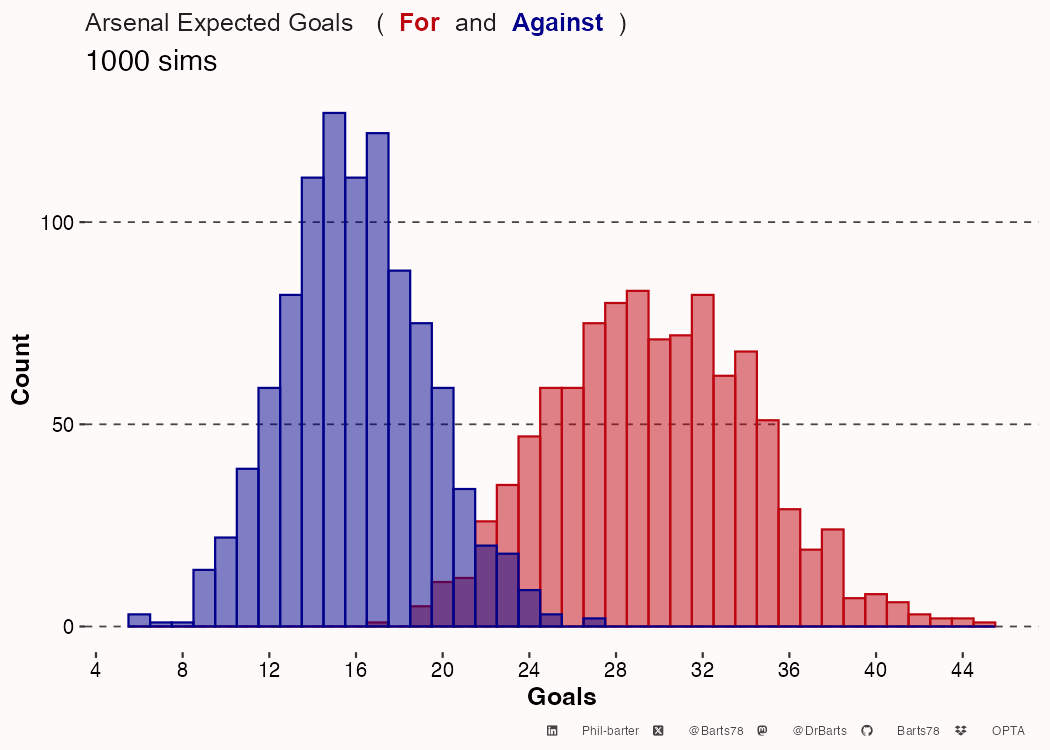 Arsenal Expected Goals ( For and Against )
1000 sims
Count
100
50
0
4 8 12 16 20 24 28 32 36 40 44
Goals
Phil-barter @Barts78 @DrBarts Barts78 OPTA